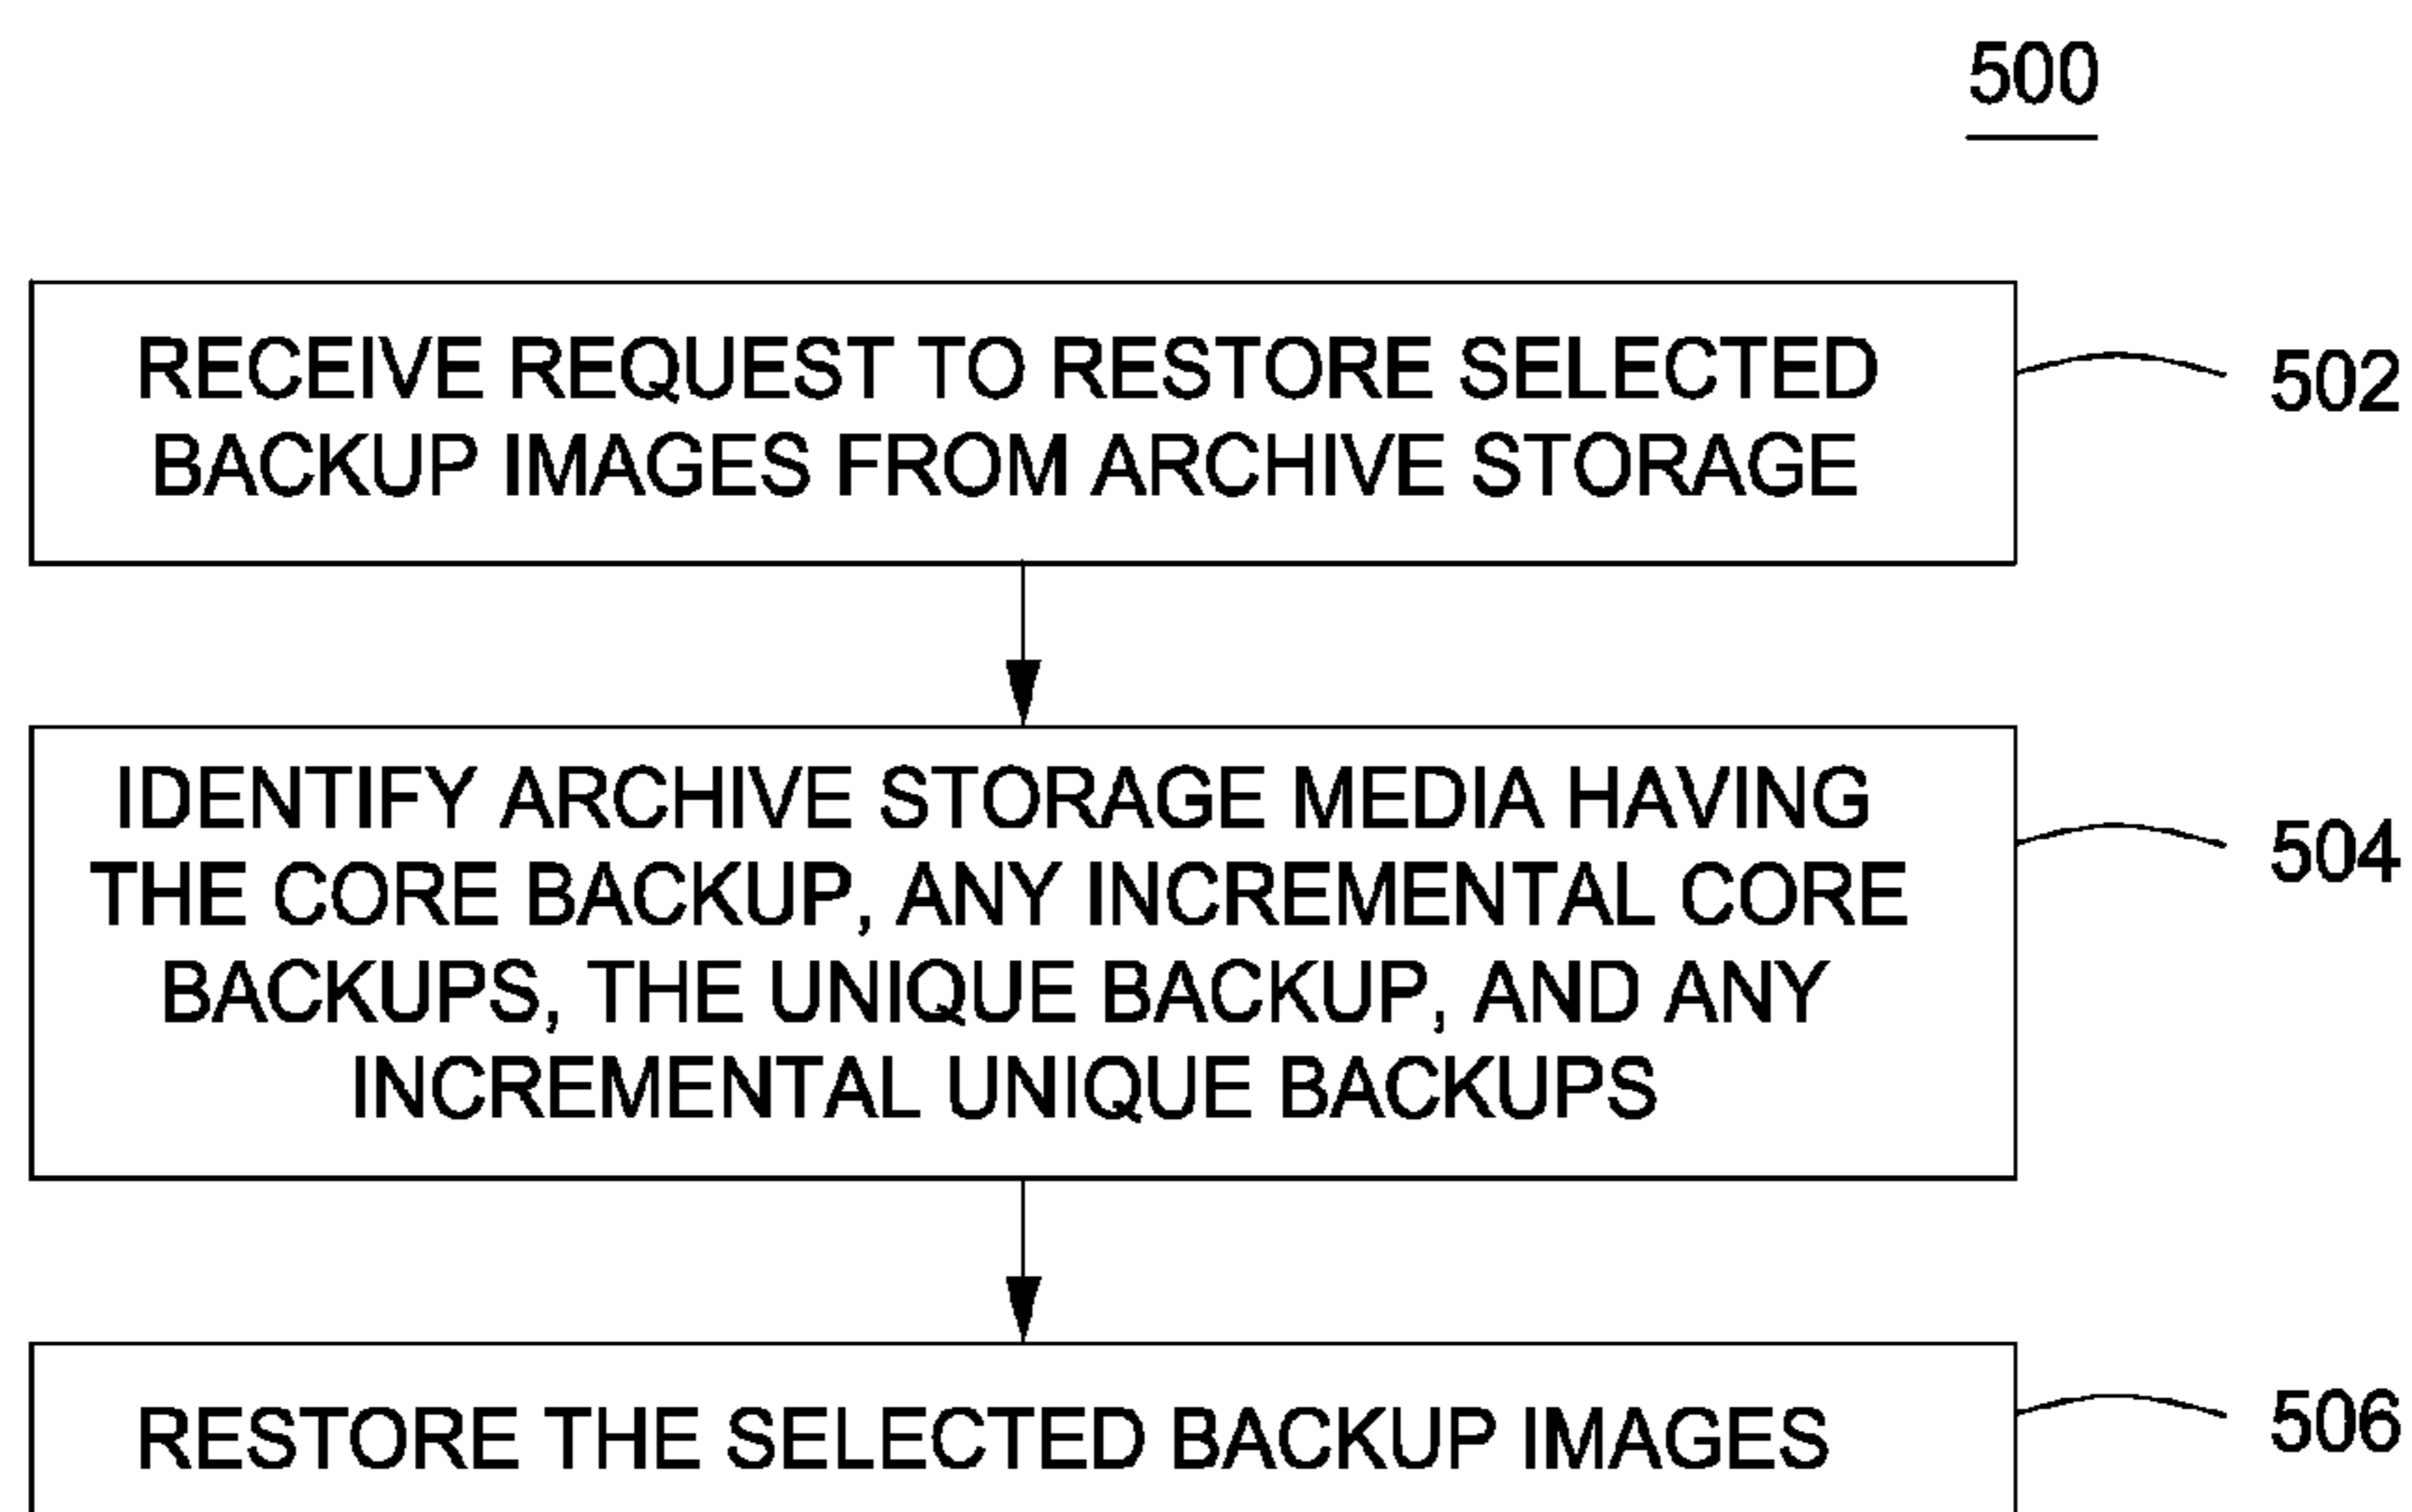 500
RECEIVE REQUEST TO RESTORE SELECTED
BACKUP IMAGES FROM ARCHIVE STORAGE
502
IDENTIFY ARCHIVE STORAGE MEDIA HAVING
THE CORE BACKUP, ANY INCREMENTAL CORE
BACKUPS, THE UNIQUE BACKUP, AND ANY
INCREMENTAL UNIQUE BACKUPS
504
RESTORE THE SELECTED BACKUP IMAGES
506